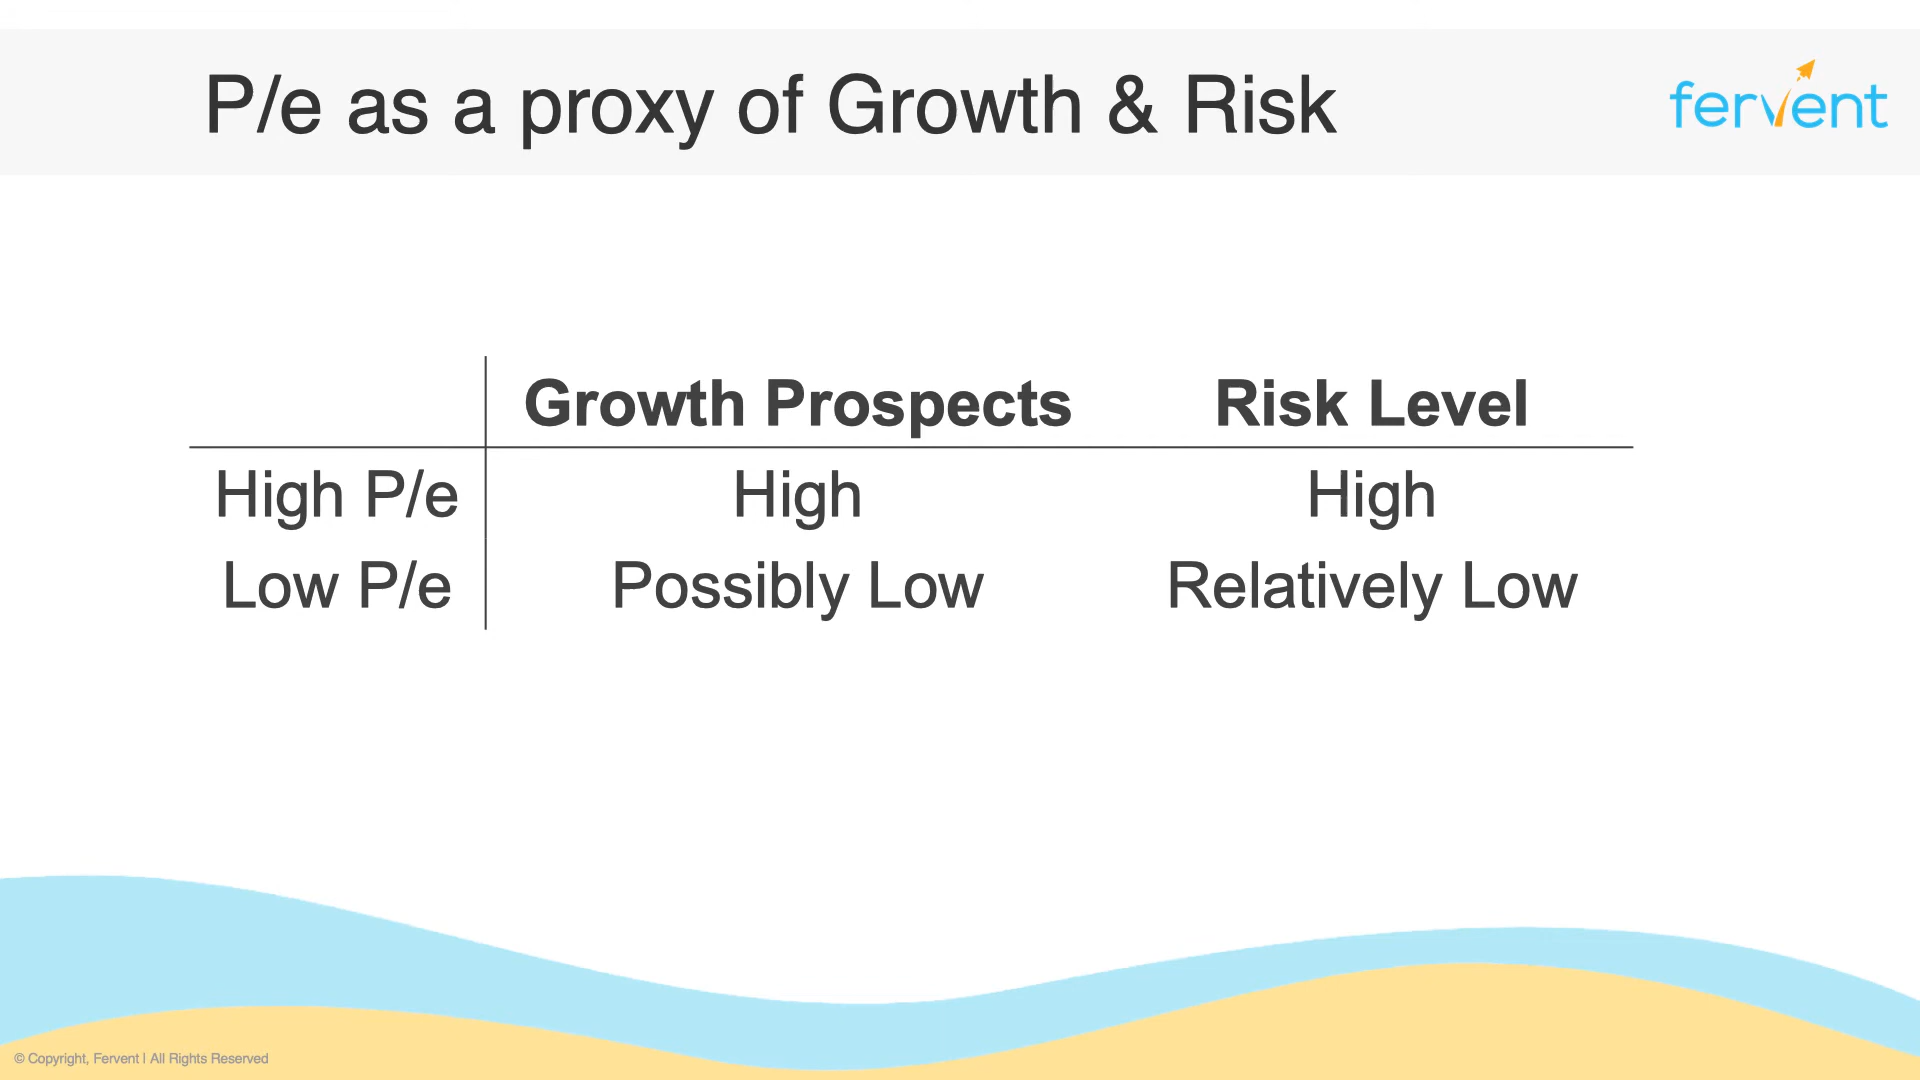 P/e as a proxy of Growth & Risk
fervent
Growth Prospects Risk Level
High P/e High High
Low P/e Possibly Low Relatively Low
© Copyright, Fervent | All Rights Reserved